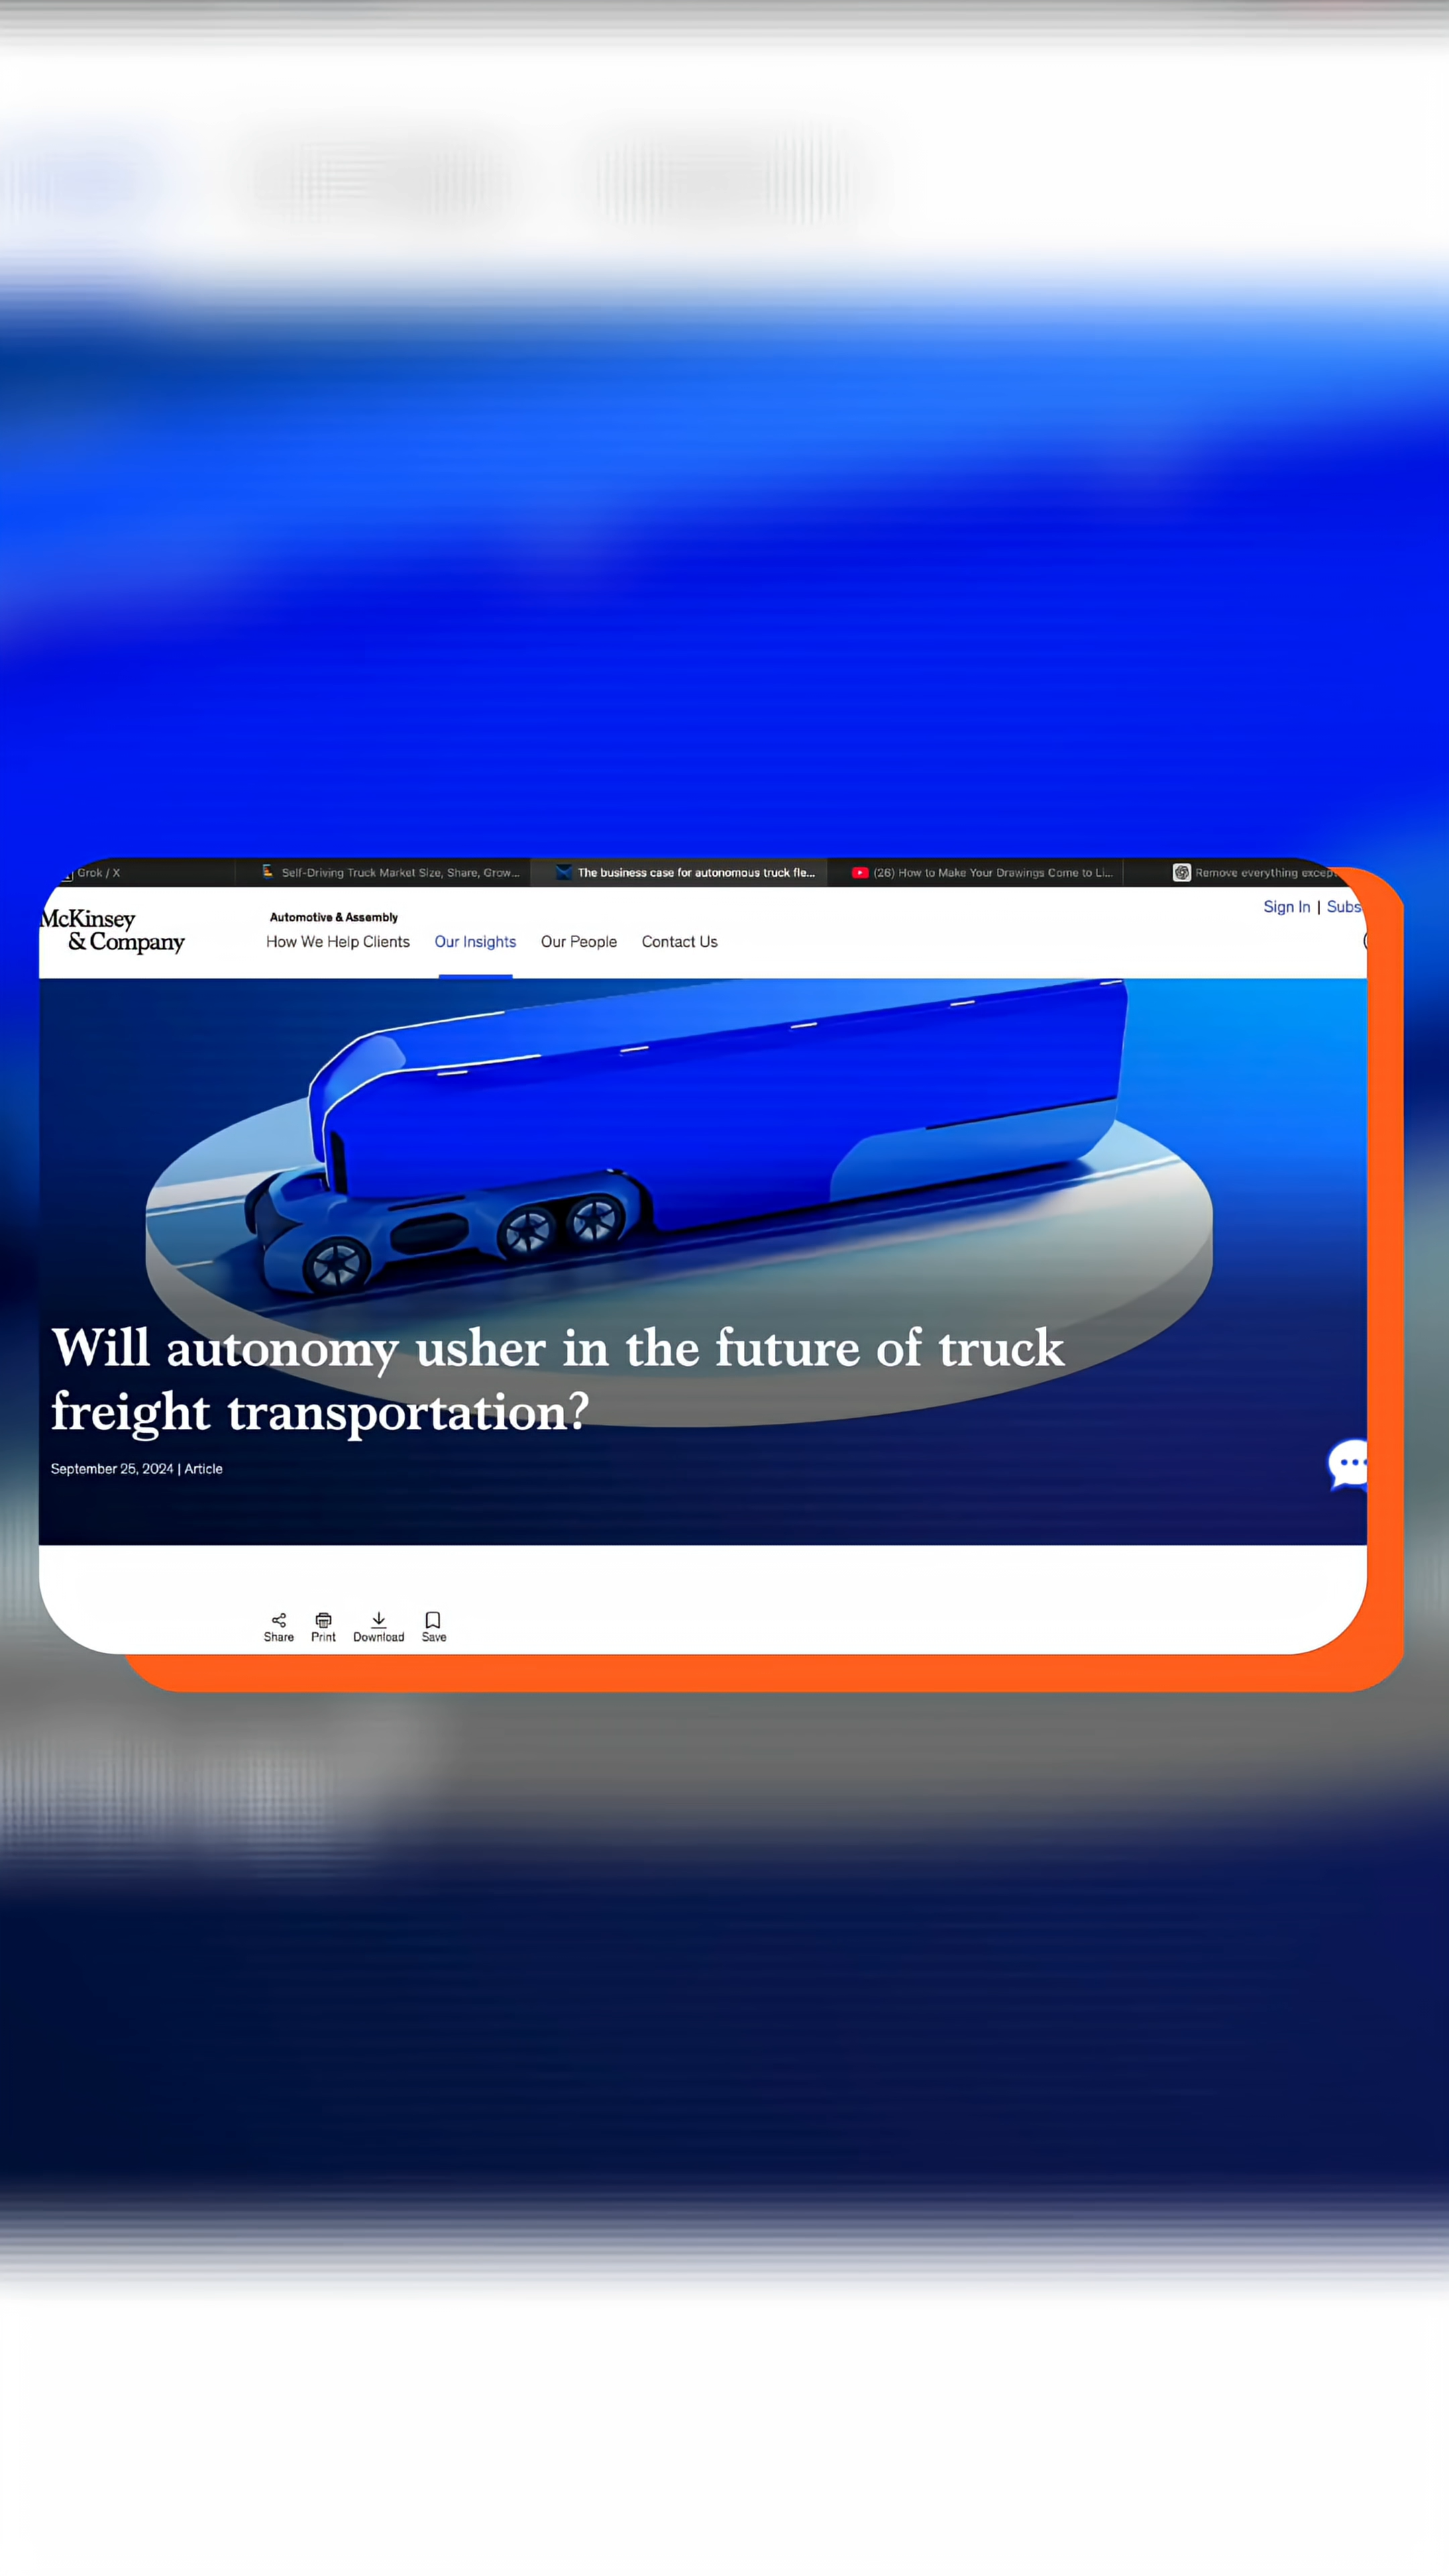 Grok / X
Self-Driving Truck Market Size, Share, Grow...
The business case for autonomous truck fle...
(26) How to Make Your Drawings Come to Li...
Remove everything excep
McKinsey
& Company
Automotive & Assembly
How We Help Clients
Our Insights
Our People
Contact Us
Sign In | Subs
Will autonomy usher in the future of truck
freight transportation?
September 25, 2024 | Article
Share
Print
Download
Save